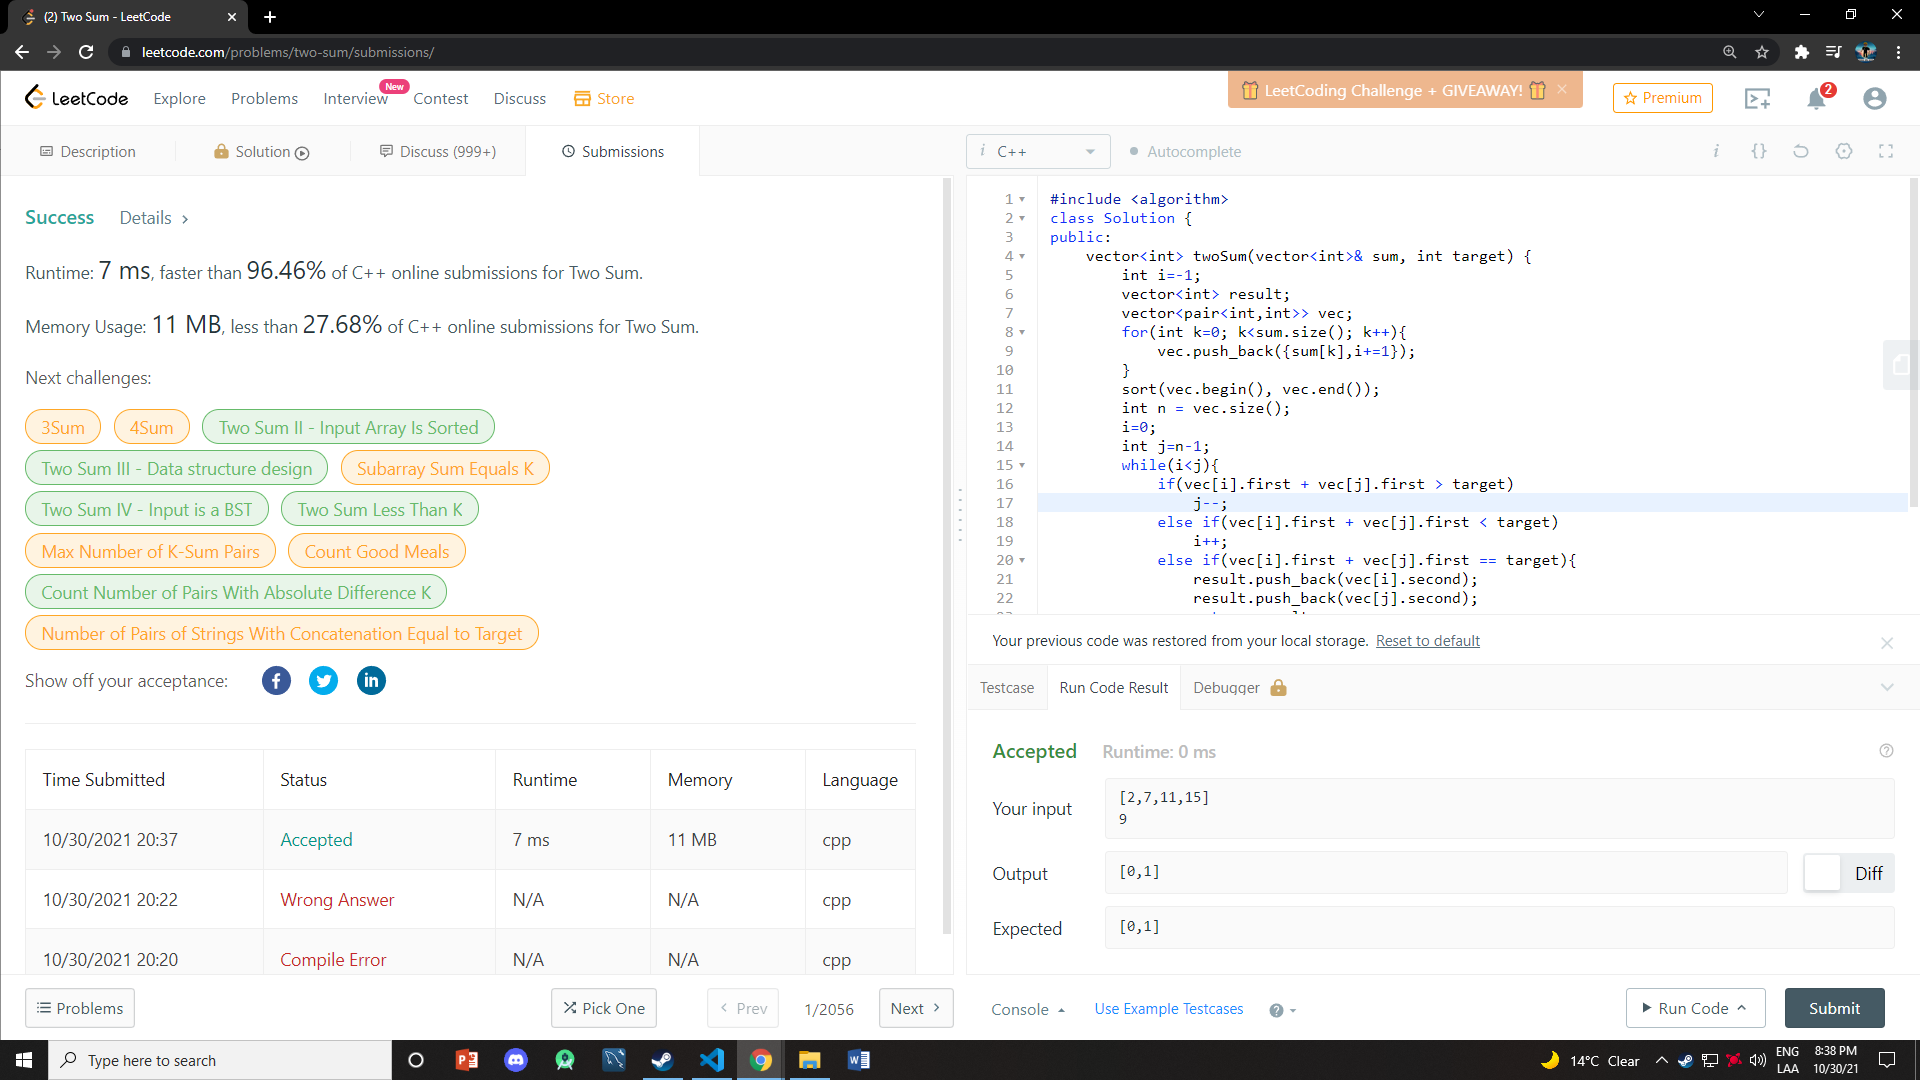 (2) Two Sum - LeetCode
leetcode.com/problems/two-sum/submissions/
LeetCode
Explore
Problems
Interview
New
Contest
Discuss
Store
LeetCoding Challenge + GIVEAWAY!
Premium
2
Description
Solution
Discuss (999+)
Submissions
Success
Details
Runtime: 7 ms, faster than 96.46% of C++ online submissions for Two Sum.
Memory Usage: 11 MB, less than 27.68% of C++ online submissions for Two Sum.
Next challenges:
3Sum
4Sum
Two Sum II - Input Array Is Sorted
Two Sum III - Data structure design
Subarray Sum Equals K
Two Sum IV - Input is a BST
Two Sum Less Than K
Max Number of K-Sum Pairs
Count Good Meals
Count Number of Pairs With Absolute Difference K
Number of Pairs of Strings With Concatenation Equal to Target
Show off your acceptance:
Time Submitted Status Runtime Memory Language
10/30/2021 20:37 Accepted 7 ms 11 MB cpp
10/30/2021 20:22 Wrong Answer N/A N/A cpp
10/30/2021 20:20 Compile Error N/A N/A cpp
Problems
Pick One
Prev
1/2056
Next
i C++
Autocomplete
i {}
1 #include <algorithm>
2 class Solution {
3 public:
4 vector<int> twoSum(vector<int>& sum, int target) {
5 int i=-1;
6 vector<int> result;
7 vector<pair<int,int>> vec;
8 for(int k=0; k<sum.size(); k++){
9 vec.push_back({sum[k],i+=1});
10 }
11 sort(vec.begin(), vec.end());
12 int n = vec.size();
13 i=0;
14 int j=n-1;
15 while(i<j){
16 if(vec[i].first + vec[j].first > target)
17 j--;
18 else if(vec[i].first + vec[j].first < target)
19 i++;
20 else if(vec[i].first + vec[j].first == target){
21 result.push_back(vec[i].second);
22 result.push_back(vec[j].second);
Your previous code was restored from your local storage. Reset to default
Testcase
Run Code Result
Debugger
Accepted Runtime: 0 ms
Your input
[2,7,11,15]
9
Output
[0,1]
Diff
Expected
[0,1]
Console
Use Example Testcases
Run Code
Submit
Type here to search
14°C Clear
ENG
LAA
8:38 PM
10/30/21